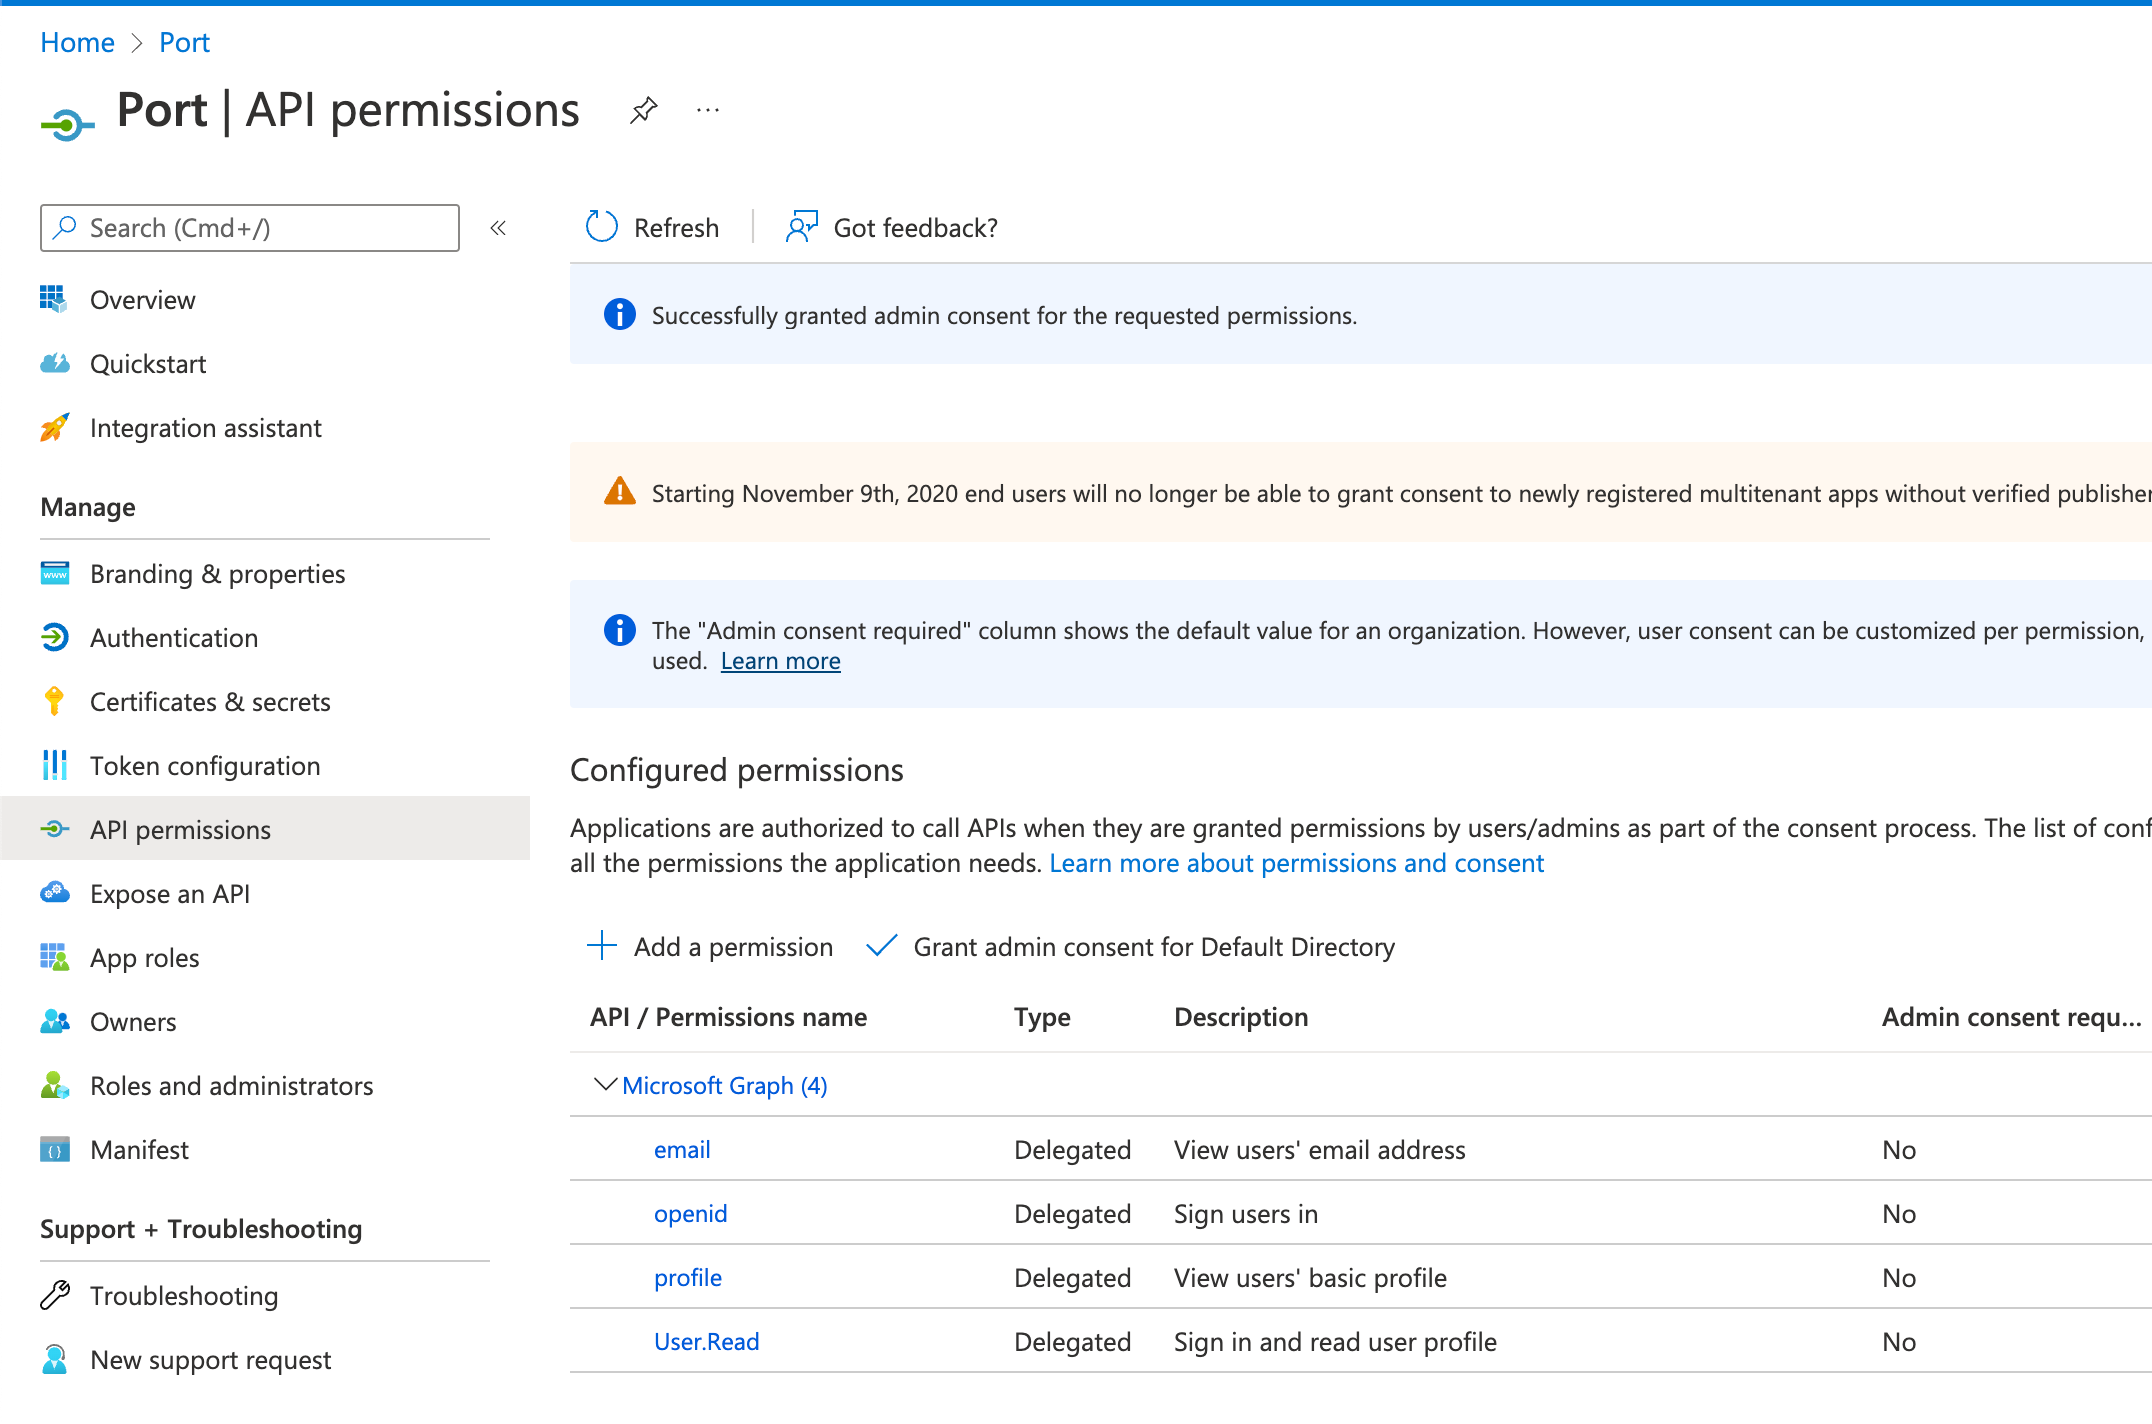 Home > Port
Port | API permissions ...
Search (Cmd+/) «
Overview
Quickstart
Integration assistant
Manage
Branding & properties
Authentication
Certificates & secrets
Token configuration
API permissions
Expose an API
App roles
Owners
Roles and administrators
Manifest
Support + Troubleshooting
Troubleshooting
New support request
Refresh | Got feedback?
Successfully granted admin consent for the requested permissions.
Starting November 9th, 2020 end users will no longer be able to grant consent to newly registered multitenant apps without verified publisher
The "Admin consent required" column shows the default value for an organization. However, user consent can be customized per permission,
used. Learn more
Configured permissions
Applications are authorized to call APIs when they are granted permissions by users/admins as part of the consent process. The list of conf
all the permissions the application needs. Learn more about permissions and consent
Add a permission Grant admin consent for Default Directory
API / Permissions name Type Description Admin consent requ...
Microsoft Graph (4)
email Delegated View users' email address No
openid Delegated Sign users in No
profile Delegated View users' basic profile No
User.Read Delegated Sign in and read user profile No